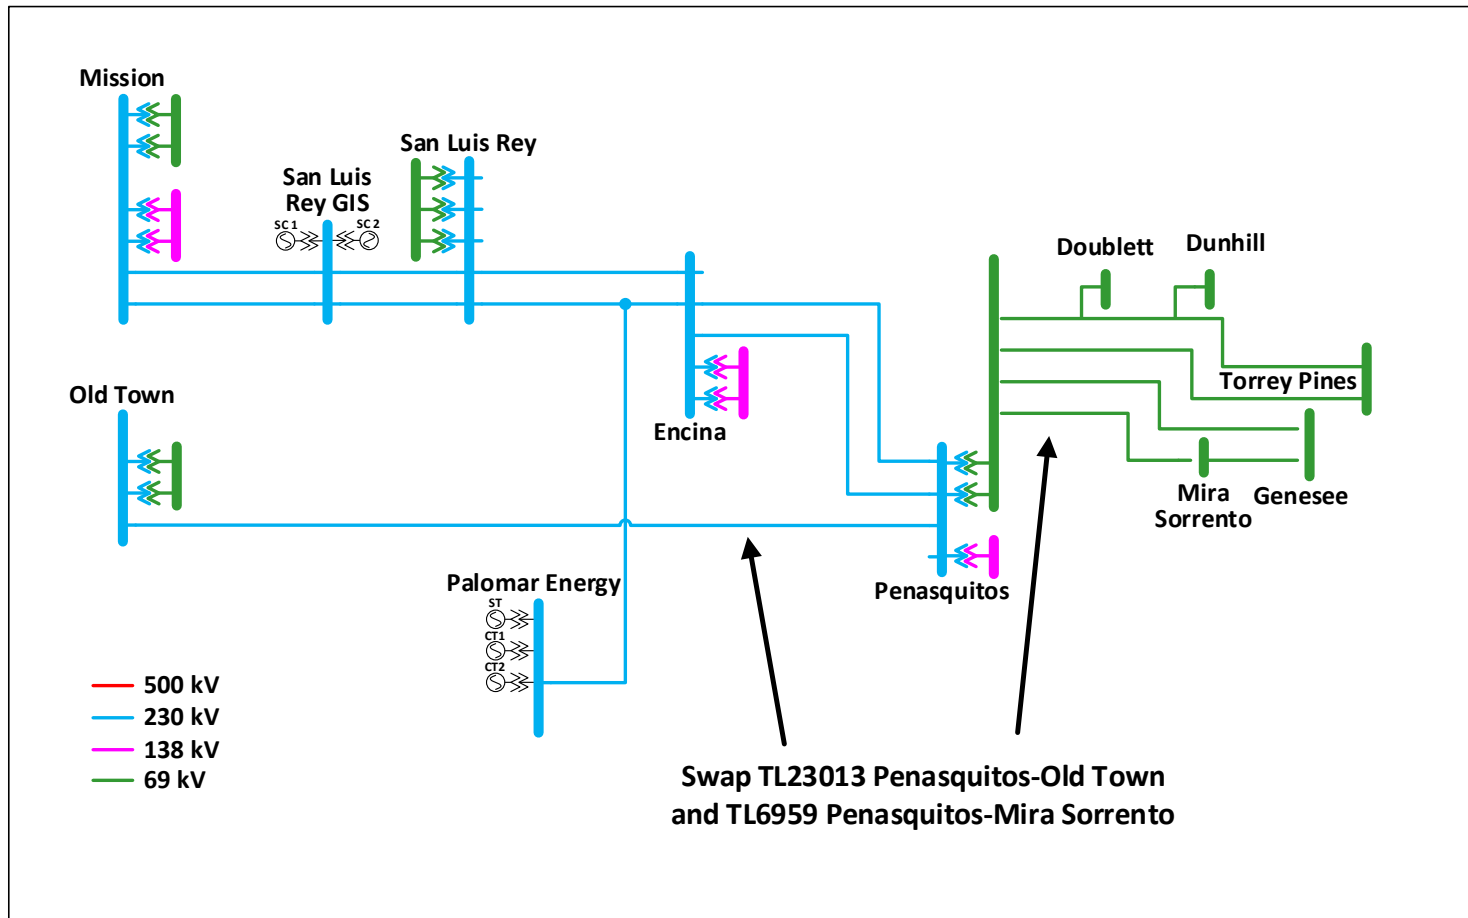 Mission
San Luis Rey
San Luis
Rey GIS
SC 1
SC 2
Doublett
Dunhill
Old Town
Encina
Torrey Pines
Mira
Sorrento
Genesee
Palomar Energy
ST
CT1
CT2
Penasquitos
500 kV
230 kV
138 kV
69 kV
Swap TL23013 Penasquitos-Old Town
and TL6959 Penasquitos-Mira Sorrento